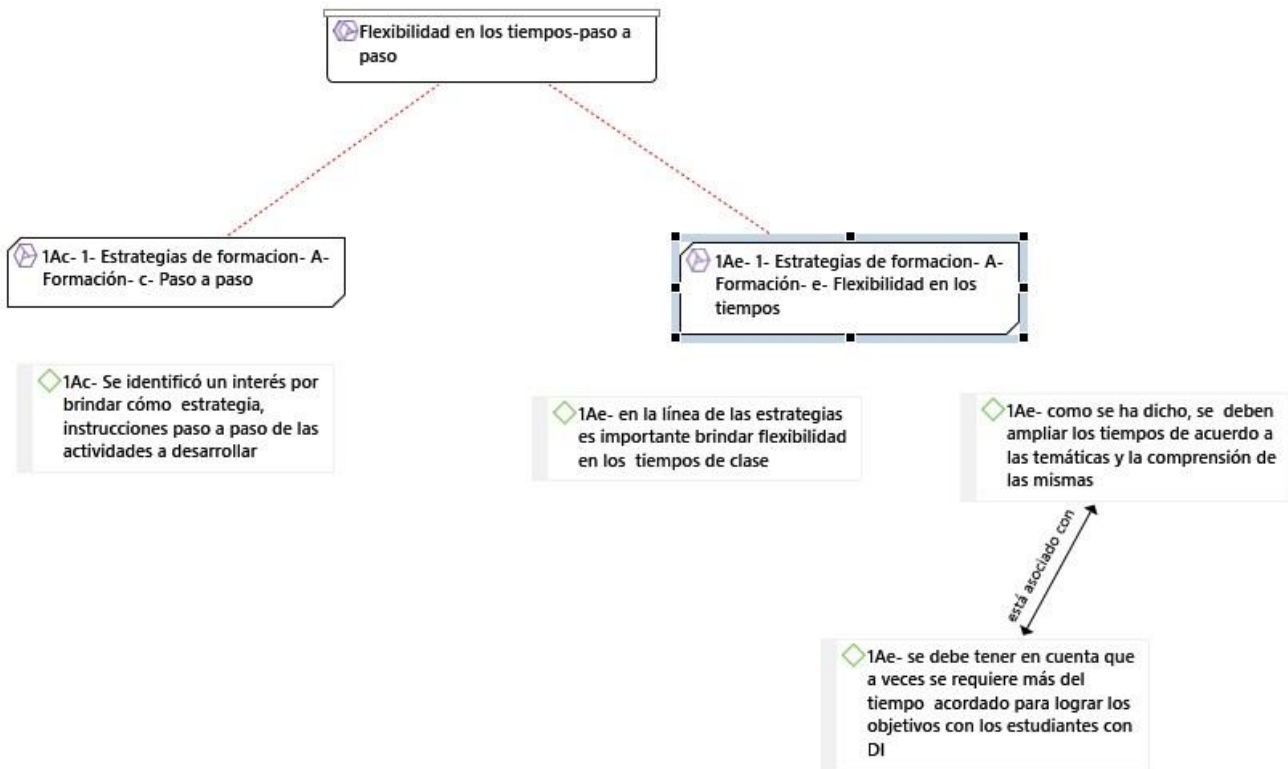 Flexibilidad en los tiempos-paso a
paso
1Ac- 1- Estrategias de formacion- A-
Formación- c- Paso a paso
1Ae- 1- Estrategias de formacion- A-
Formación- e- Flexibilidad en los
tiempos
1Ac- Se identificó un interés por
brindar cómo estrategia,
instrucciones paso a paso de las
actividades a desarrollar
1Ae- en la línea de las estrategias
es importante brindar flexibilidad
en los tiempos de clase
1Ae- como se ha dicho, se deben
ampliar los tiempos de acuerdo a
las temáticas y la comprensión de
las mismas
está asociado con
1Ae- se debe tener en cuenta que
a veces se requiere más del
tiempo acordado para lograr los
objetivos con los estudiantes con
DI